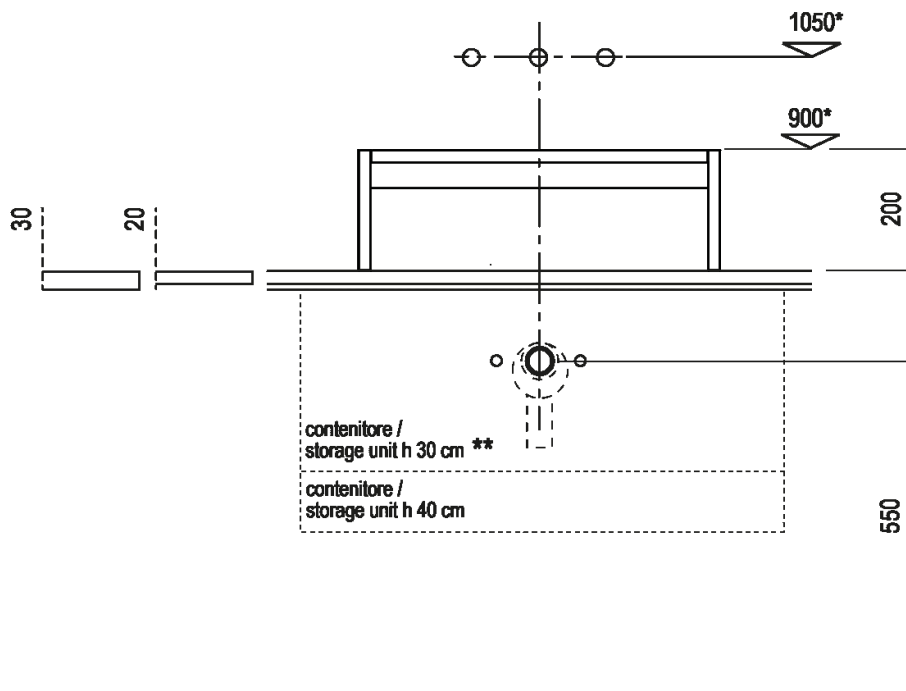 1050*
900*
30
20
200
contenitore /
storage unit h 30 cm **
contenitore /
storage unit h 40 cm
550